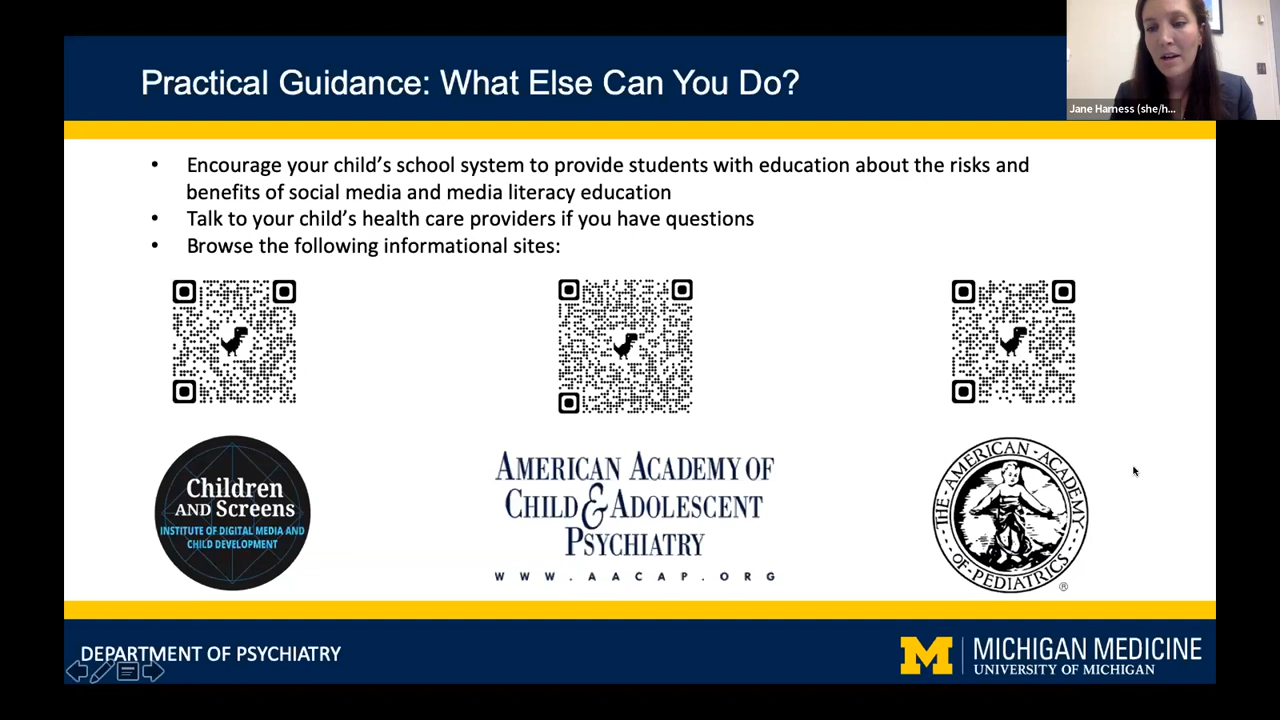 Practical Guidance: What Else Can You Do?
Jane Harness (she/h...
• Encourage your child's school system to provide students with education about the risks and
benefits of social media and media literacy education
• Talk to your child's health care providers if you have questions
• Browse the following informational sites:
Children
AND Screens
INSTITUTE OF DIGITAL MEDIA AND
CHILD DEVELOPMENT
AMERICAN ACADEMY OF
CHILD & ADOLESCENT
PSYCHIATRY
WWW.AACAP.ORG
THE · AMERICAN · ACADEMY
· OF · PEDIATRICS ·
®
DEPARTMENT OF PSYCHIATRY
M
MICHIGAN MEDICINE
UNIVERSITY OF MICHIGAN